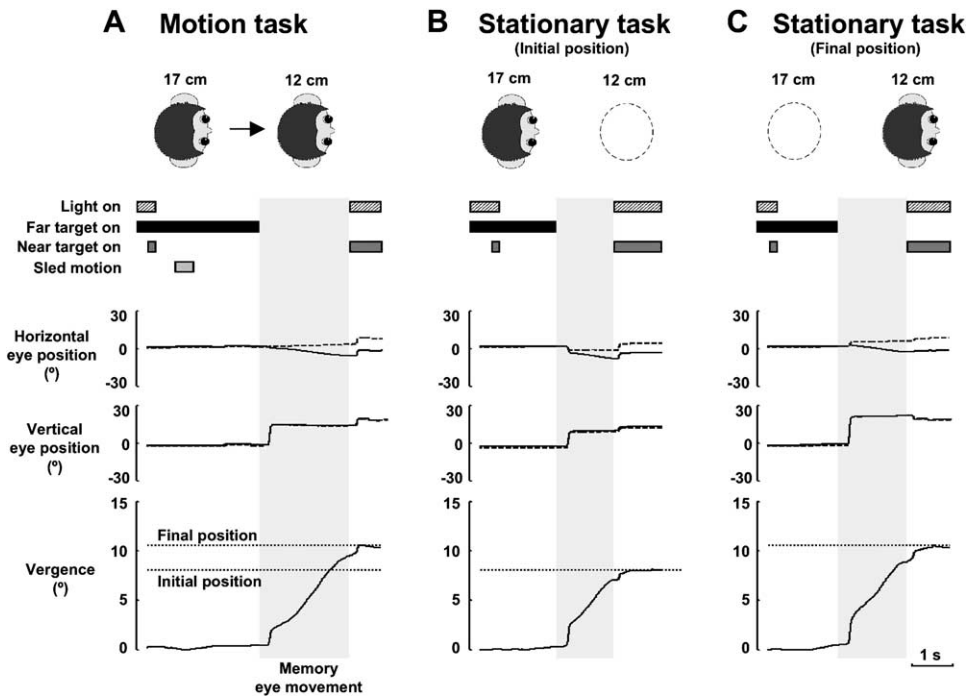 A Motion task
B Stationary task
(Initial position)
C Stationary task
(Final position)
17 cm 12 cm
17 cm 12 cm
17 cm 12 cm
Light on
Far target on
Near target on
Sled motion
Horizontal
eye position
(º)
30
0
-30
30
0
-30
30
0
-30
Vertical
eye position
(º)
30
0
-30
30
0
-30
30
0
-30
Vergence
(º)
15
10
5
0
Final position
Initial position
15
10
5
0
15
10
5
0
Memory
eye movement
1 s